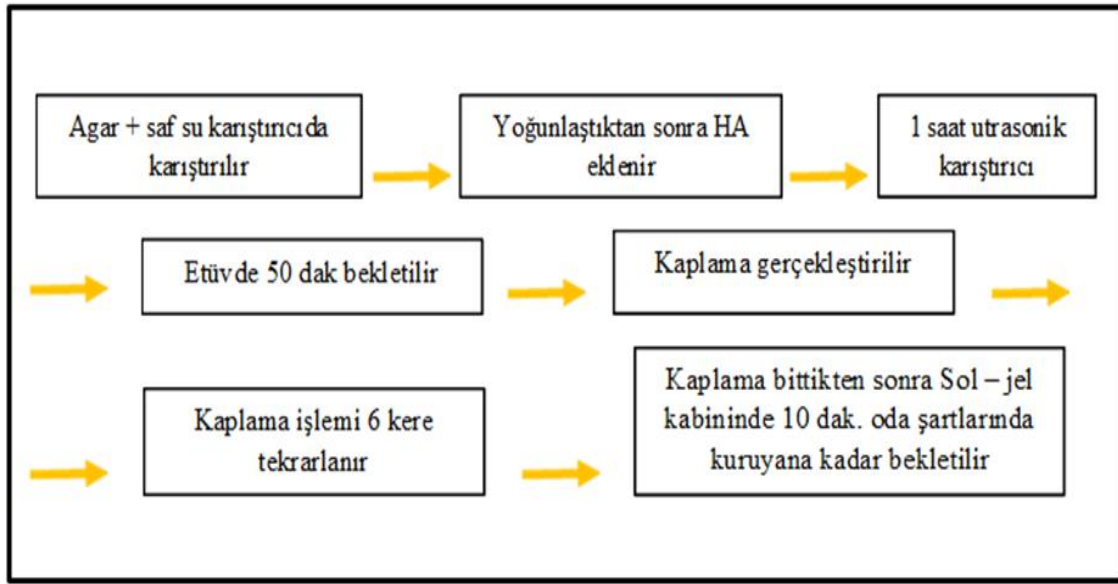 Agar + saf su karıştırıcıda
karıştırılır
Yoğunlaştıktan sonra HA
eklenir
1 saat utrasonik
karıştırıcı
Etüvde 50 dak bekletilir
Kaplama gerçekleştirilir
Kaplama işlemi 6 kere
tekrarlanır
Kaplama bittikten sonra Sol – jel
kabininde 10 dak. oda şartlarında
kuruyana kadar bekletilir